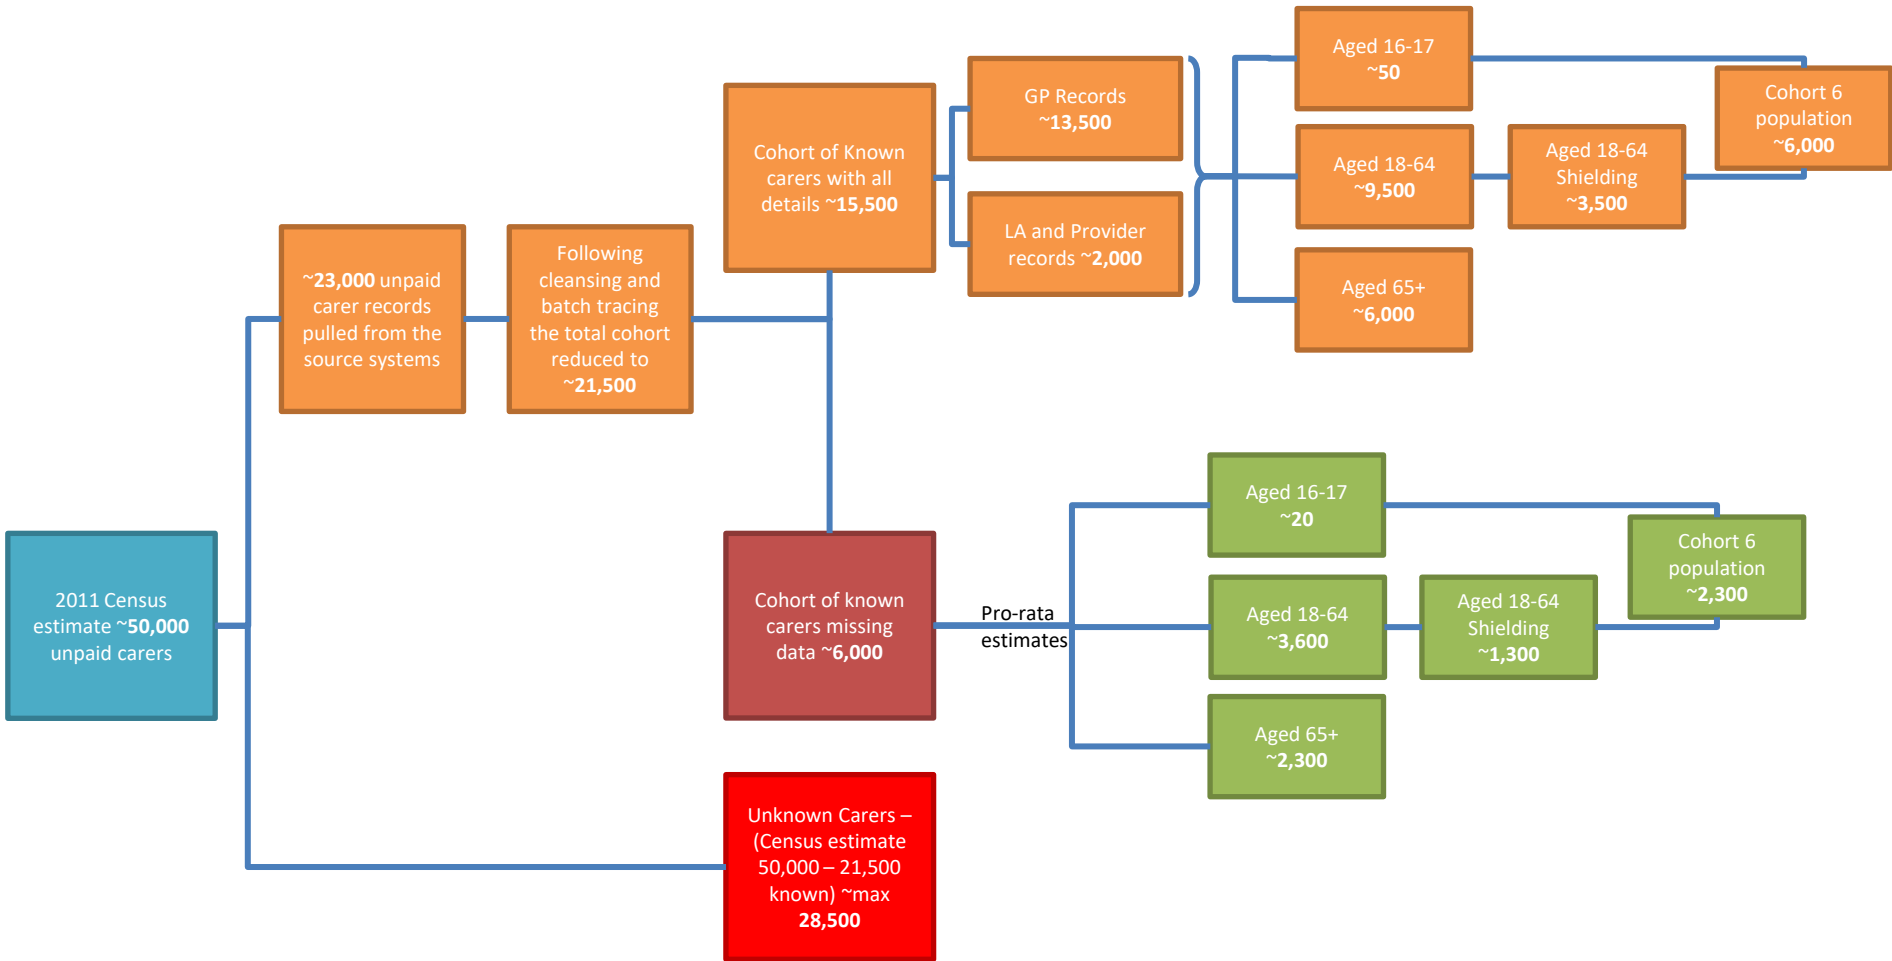 2011 Census
estimate ~50,000
unpaid carers
~23,000 unpaid
carer records
pulled from the
source systems
Following
cleansing and
batch tracing
the total cohort
reduced to
~21,500
Cohort of Known
carers with all
details ~15,500
GP Records
~13,500
LA and Provider
records ~2,000
Aged 16-17
~50
Aged 18-64
~9,500
Aged 65+
~6,000
Aged 18-64
Shielding
~3,500
Cohort 6
population
~6,000
Cohort of known
carers missing
data ~6,000
Pro-rata
estimates
Aged 16-17
~20
Aged 18-64
~3,600
Aged 65+
~2,300
Aged 18-64
Shielding
~1,300
Cohort 6
population
~2,300
Unknown Carers –
(Census estimate
50,000 – 21,500
known) ~max
28,500